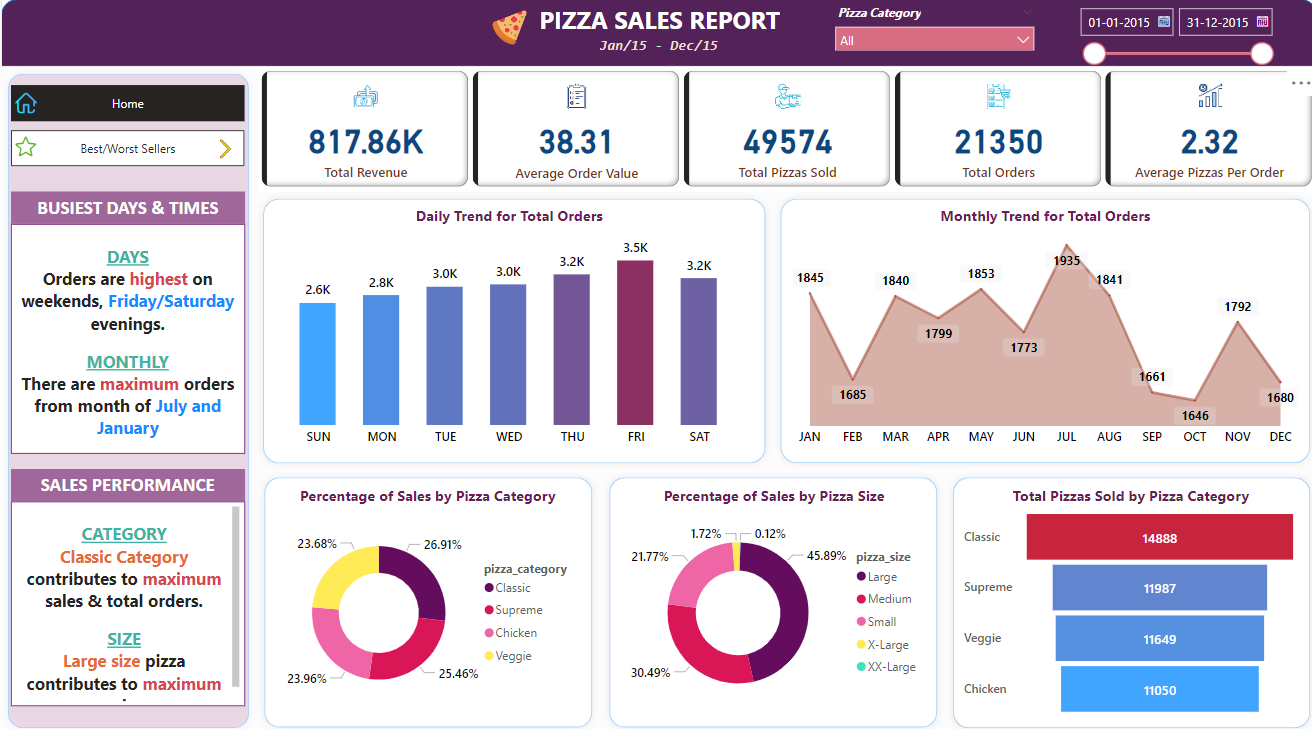 PIZZA SALES REPORT
Jan/15 - Dec/15
Pizza Category
All
01-01-2015
31-12-2015
Home
Best/Worst Sellers
BUSIEST DAYS & TIMES
DAYS
Orders are highest on
weekends, Friday/Saturday
evenings.
MONTHLY
There are maximum orders
from month of July and
January
SALES PERFORMANCE
CATEGORY
Classic Category
contributes to maximum
sales & total orders.
SIZE
Large size pizza
contributes to maximum
817.86K
Total Revenue
38.31
Average Order Value
49574
Total Pizzas Sold
21350
Total Orders
2.32
Average Pizzas Per Order
Daily Trend for Total Orders
2.6K
2.8K
3.0K
3.0K
3.2K
3.5K
3.2K
SUN
MON
TUE
WED
THU
FRI
SAT
Monthly Trend for Total Orders
1845
1685
1840
1799
1853
1773
1935
1841
1661
1646
1792
1680
JAN
FEB
MAR
APR
MAY
JUN
JUL
AUG
SEP
OCT
NOV
DEC
Percentage of Sales by Pizza Category
23.68%
26.91%
23.96%
25.46%
pizza_category
Classic
Supreme
Chicken
Veggie
Percentage of Sales by Pizza Size
1.72%
0.12%
21.77%
45.89%
30.49%
pizza_size
Large
Medium
Small
X-Large
XX-Large
Total Pizzas Sold by Pizza Category
Classic
14888
Supreme
11987
Veggie
11649
Chicken
11050